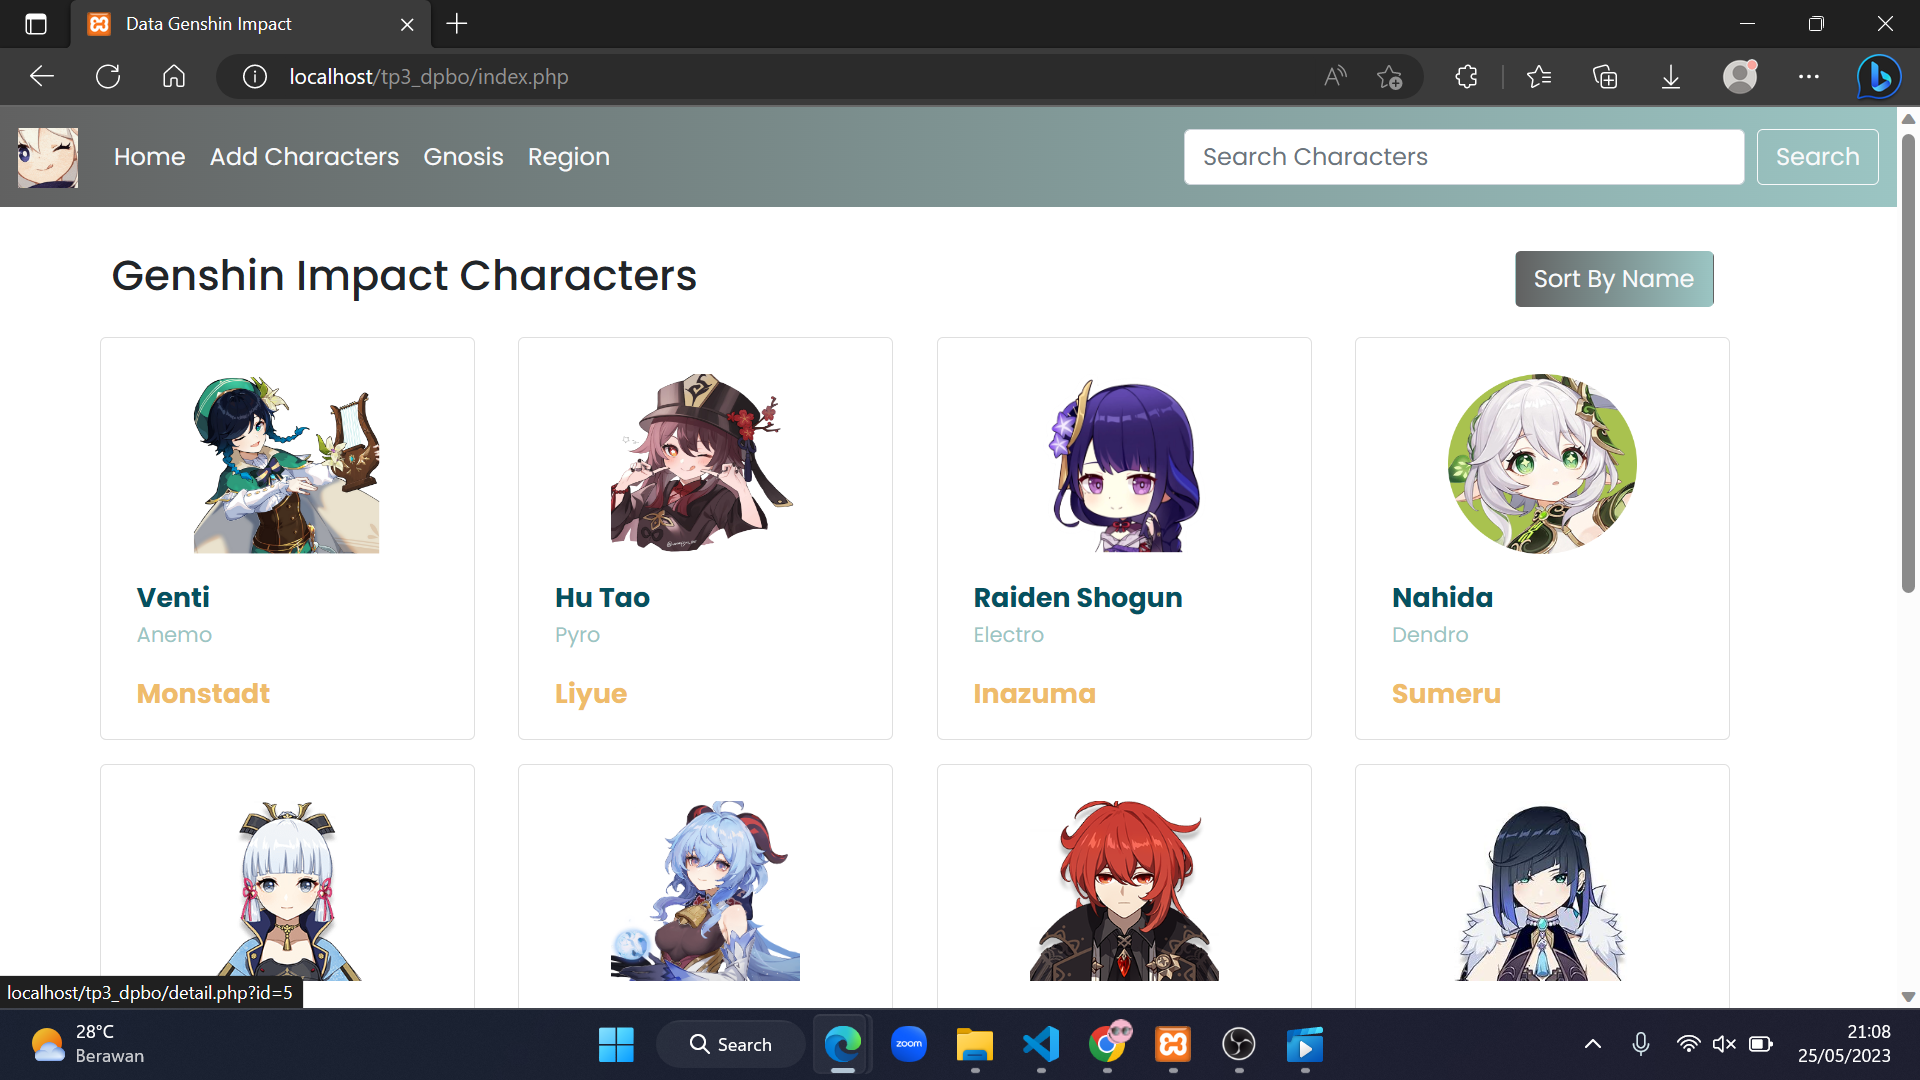 Data Genshin Impact
localhost/tp3_dpbo/index.php
Home Add Characters Gnosis Region
Search Characters
Search
Genshin Impact Characters
Sort By Name
Venti
Anemo
Monstadt
Hu Tao
Pyro
Liyue
Raiden Shogun
Electro
Inazuma
Nahida
Dendro
Sumeru
localhost/tp3_dpbo/detail.php?id=5
28°C
Berawan
Search
zoom
21:08
25/05/2023